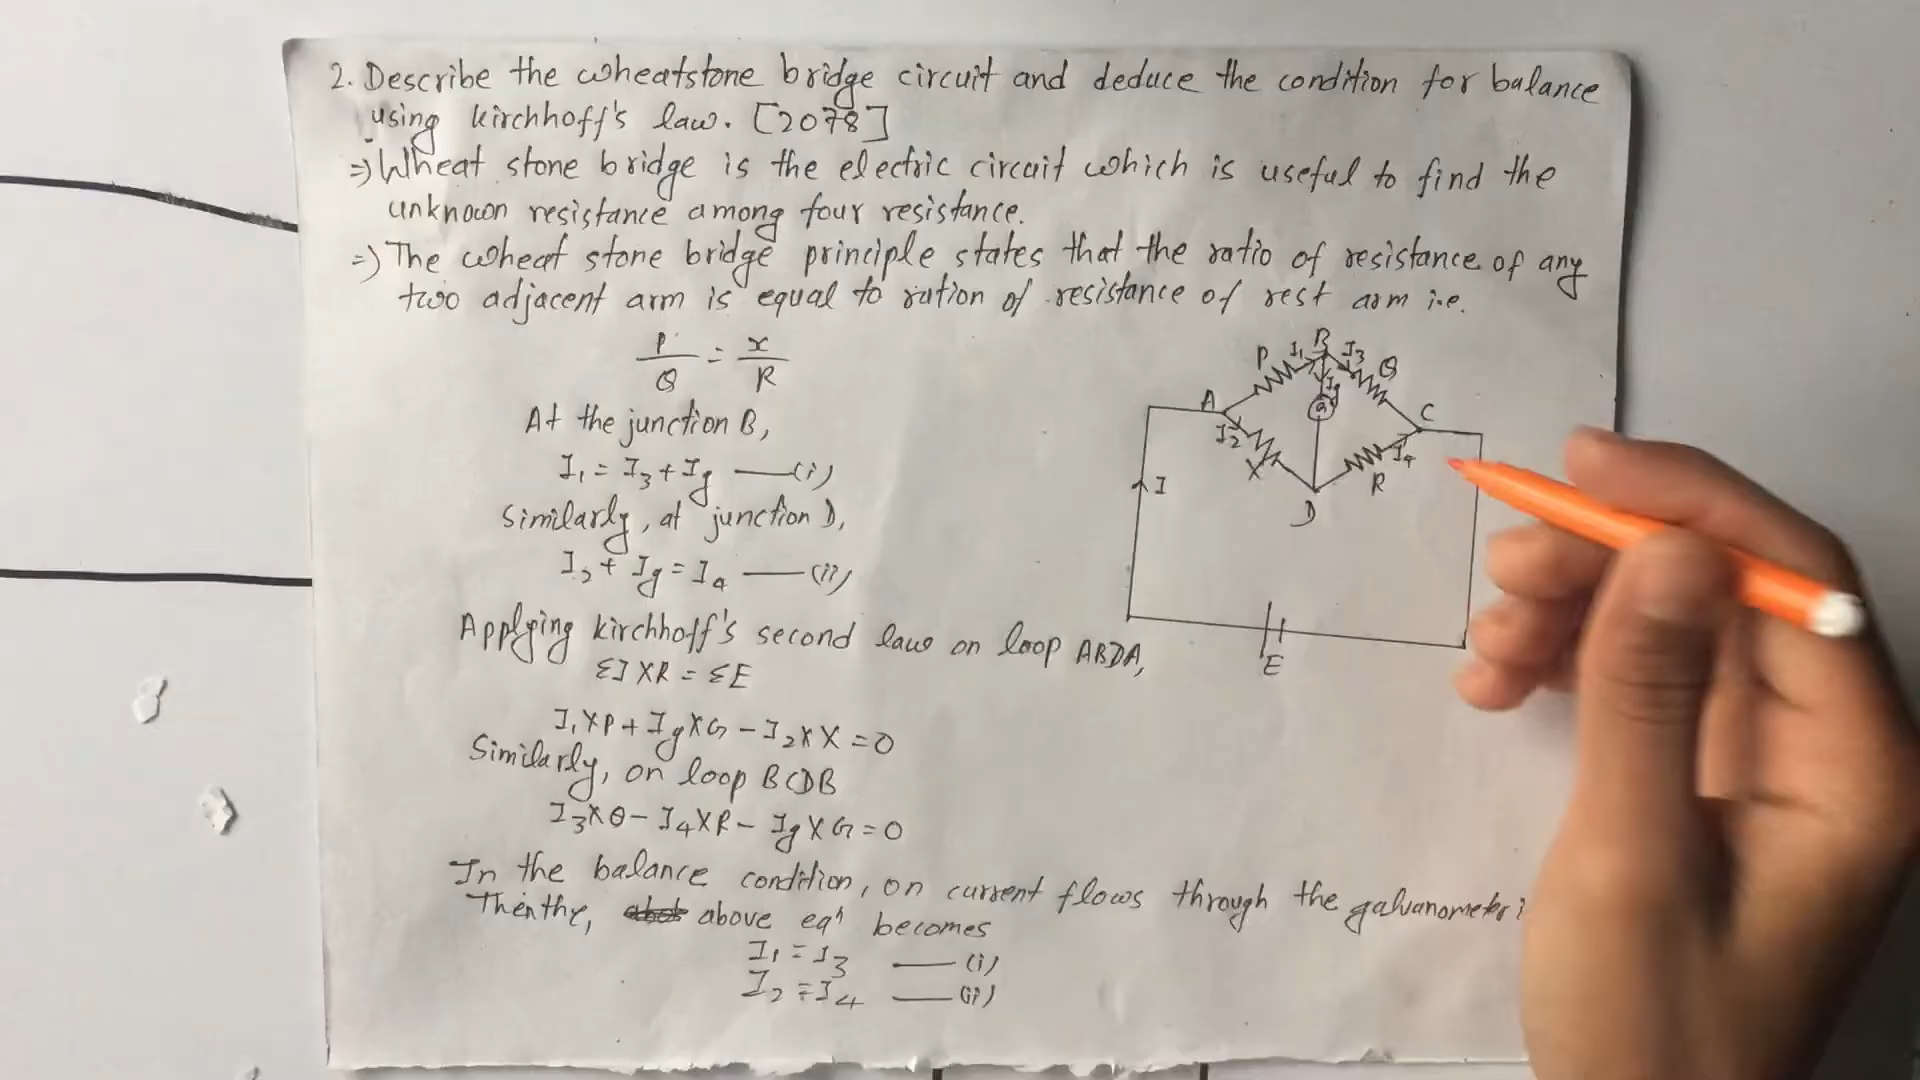 2. Describe the wheatstone bridge circuit and deduce the condition for balance
using kirchhoff's law. [2078]
=) Wheat stone bridge is the electric circuit which is useful to find the
unknown resistance among four resistance.
=) The wheat stone bridge principle states that the ratio of resistance of any
two adjacent arm is equal to ration of resistance of rest arm i.e.
P/Q = x/R
At the junction B,
I₁ = I₃ + Ig —— (i)
Similarly, at junction D,
I₂ + Ig = I₄ —— (ii)
Applying kirchhoff's second law on loop ABDA,
ΣI X R = ΣE
I₁ X P + Ig X G - I₂ X X = 0
Similarly, on loop BCDB
I₃ X Q - I₄ X R - Ig X G = 0
In the balance condition, on current flows through the galvanometer i
Then the, above eqⁿ becomes
I₁ = I₃ —— (i)
I₂ = I₄ —— (ii)
B
P I₁ I₃ Q
Ig
A G C
I₂ I₄
X R
I
D
E